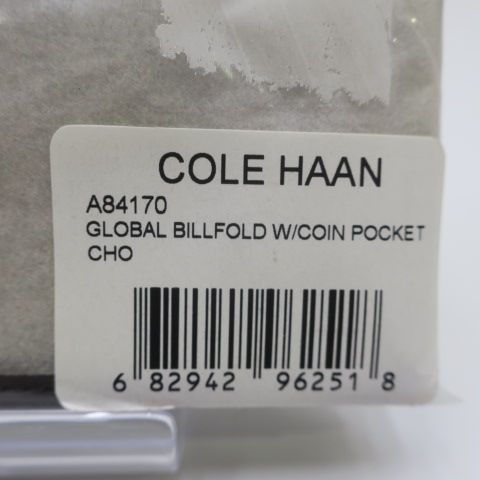 COLE HAAN
A84170
GLOBAL BILLFOLD W/COIN POCKET
CHO
6 82942 96251 8